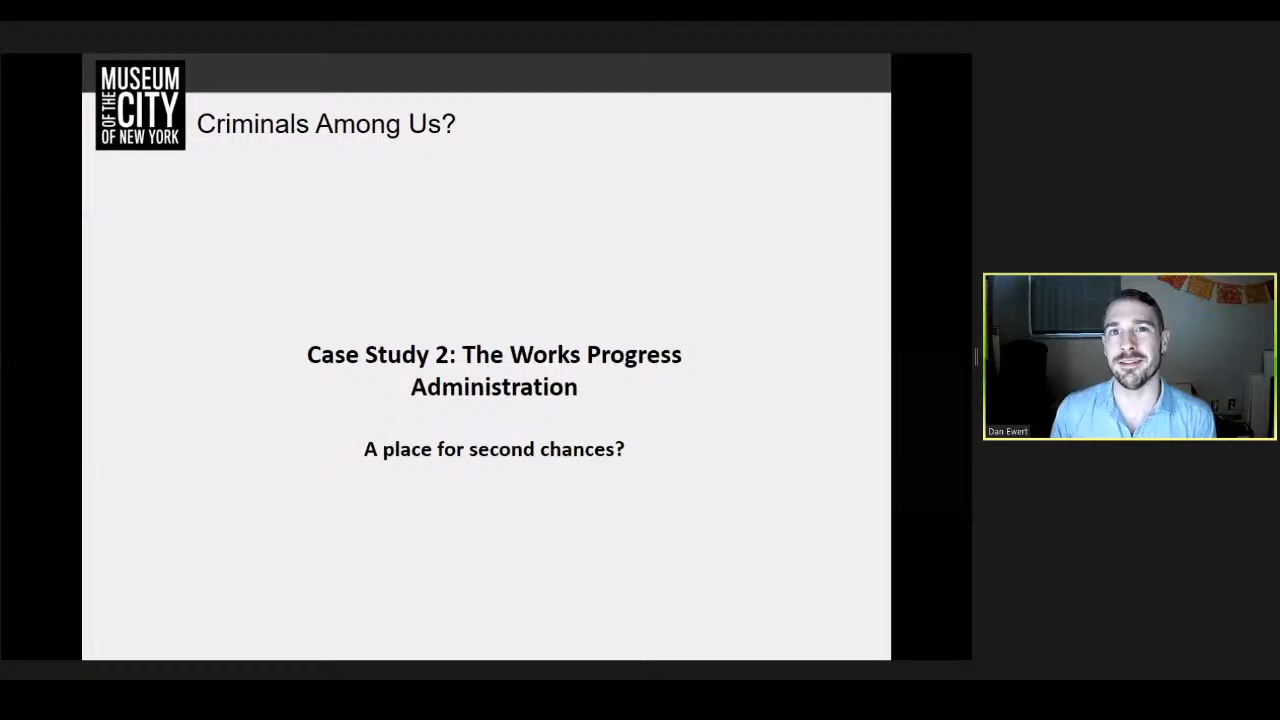 MUSEUM
OF THE
CITY
OF NEW YORK
Criminals Among Us?
Case Study 2: The Works Progress
Administration
A place for second chances?
Dan Ewert